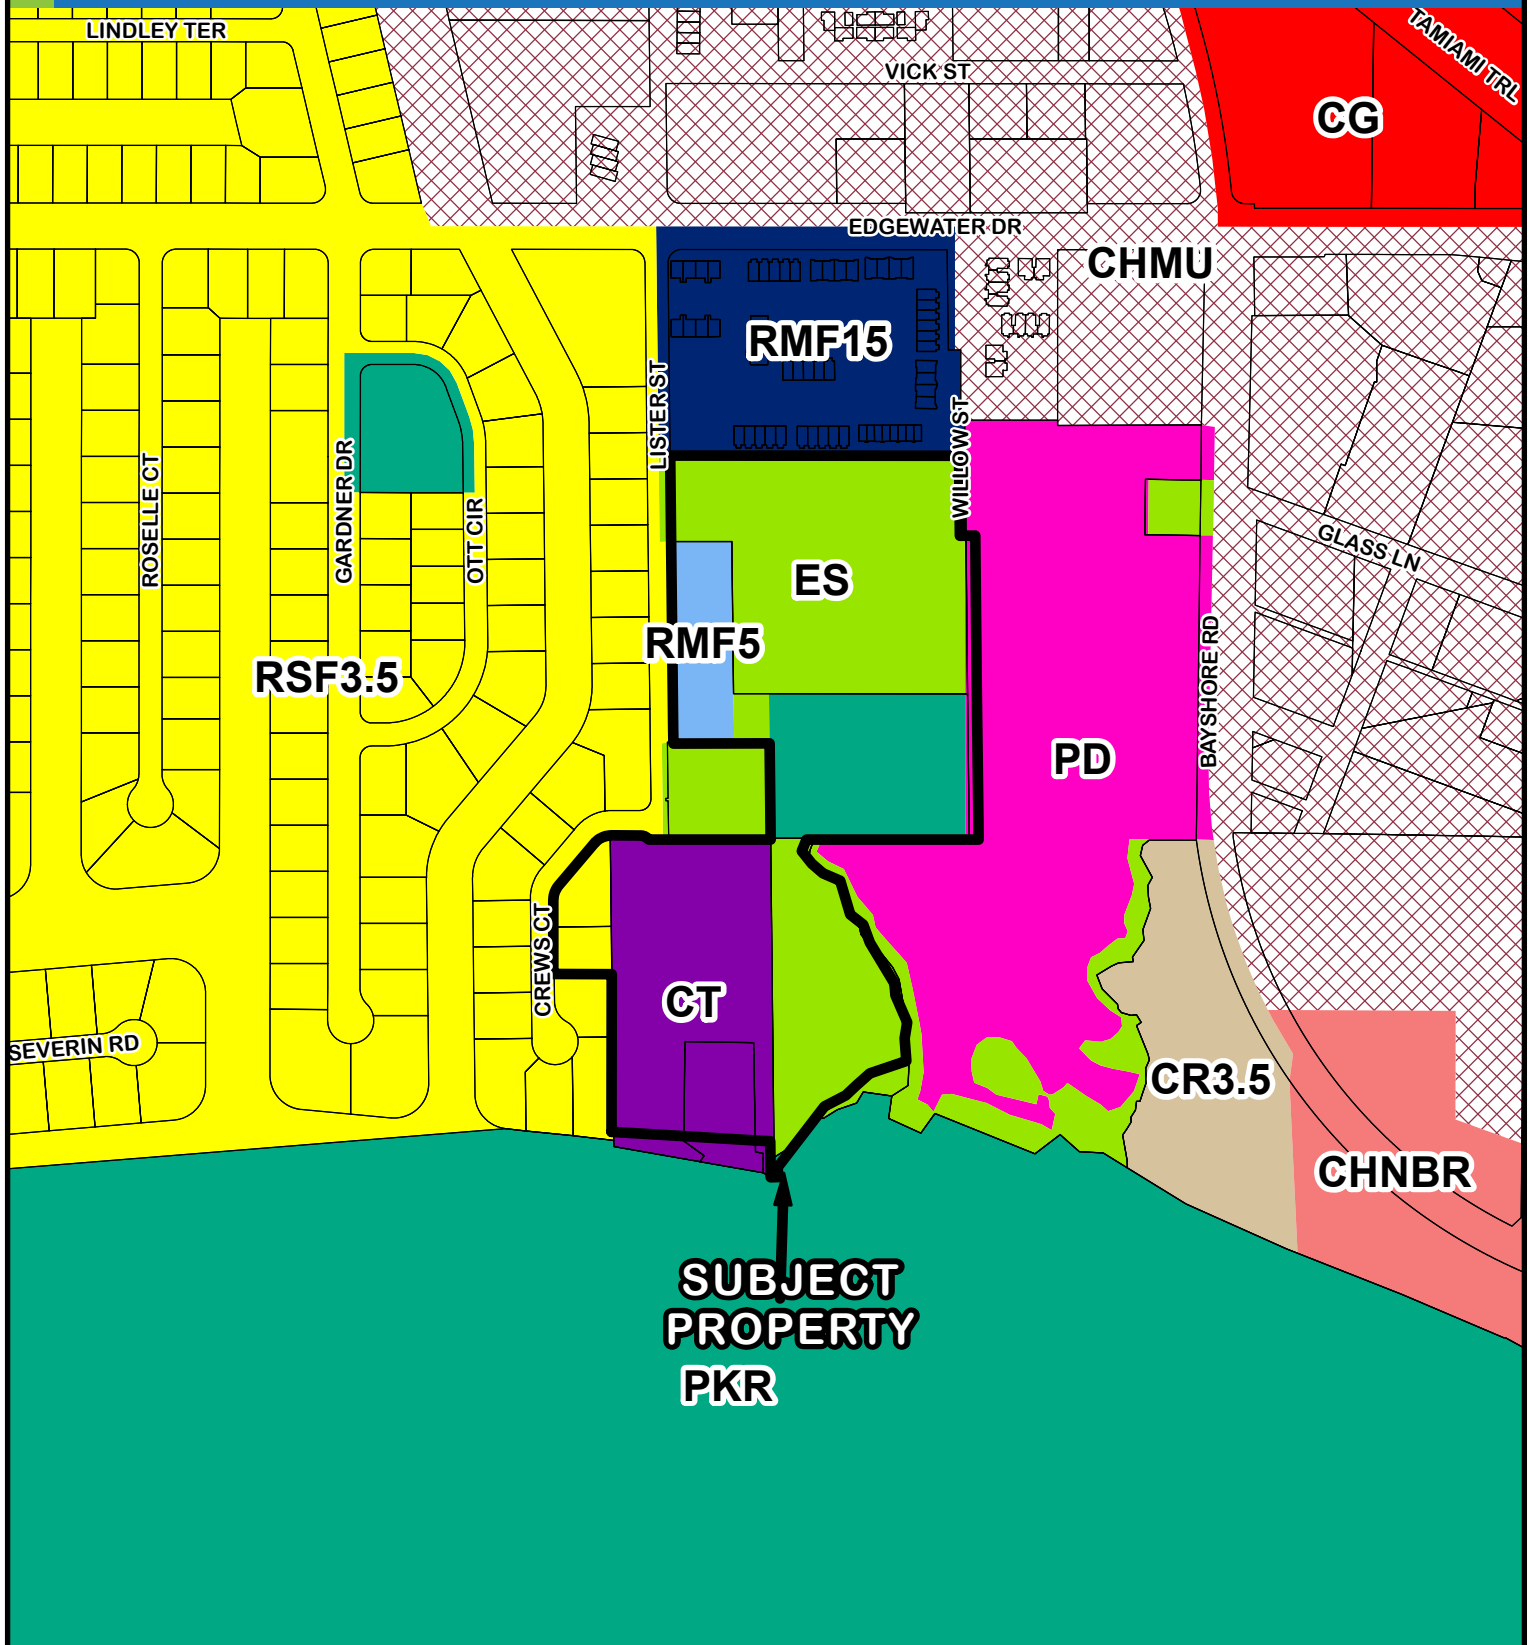 LINDLEY TER
TAMIAMI TRL
VICK ST
CG
EDGEWATER DR
CHMU
RMF15
LISTER ST
WILLOW ST
ROSELLE CT
GARDNER DR
OTT CIR
GLASS LN
ES
RMF5
RSF3.5
BAYSHORE RD
PD
CREWS CT
CT
SEVERIN RD
CR3.5
CHNBR
SUBJECT
PROPERTY
PKR